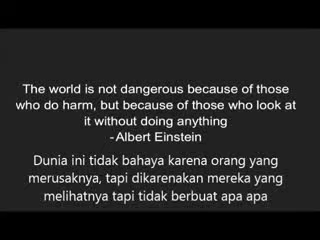 The world is not dangerous because of those
who do harm, but because of those who look at
it without doing anything
- Albert Einstein
Dunia ini tidak bahaya karena orang yang
merusaknya, tapi dikarenakan mereka yang
melihatnya tapi tidak berbuat apa apa